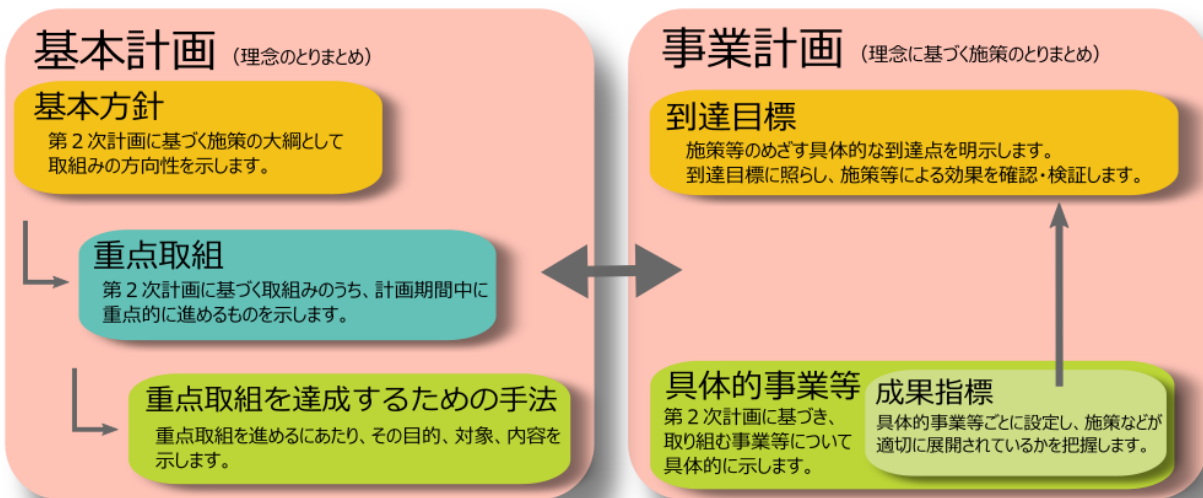 基本計画（理念のとりまとめ）
基本方針
第２次計画に基づく施策の大綱として
取組みの方向性を示します。
重点取組
第２次計画に基づく取組みのうち、計画期間中に
重点的に進めるものを示します。
重点取組を達成するための手法
重点取組を進めるにあたり、その目的、対象、内容を
示します。
事業計画（理念に基づく施策のとりまとめ）
到達目標
施策等のめざす具体的な到達点を明示します。
到達目標に照らし、施策等による効果を確認・検証します。
具体的事業等
第２次計画に基づき、
取り組む事業等について
具体的に示します。
成果指標
具体的事業等ごとに設定し、施策などが
適切に展開されているかを把握します。